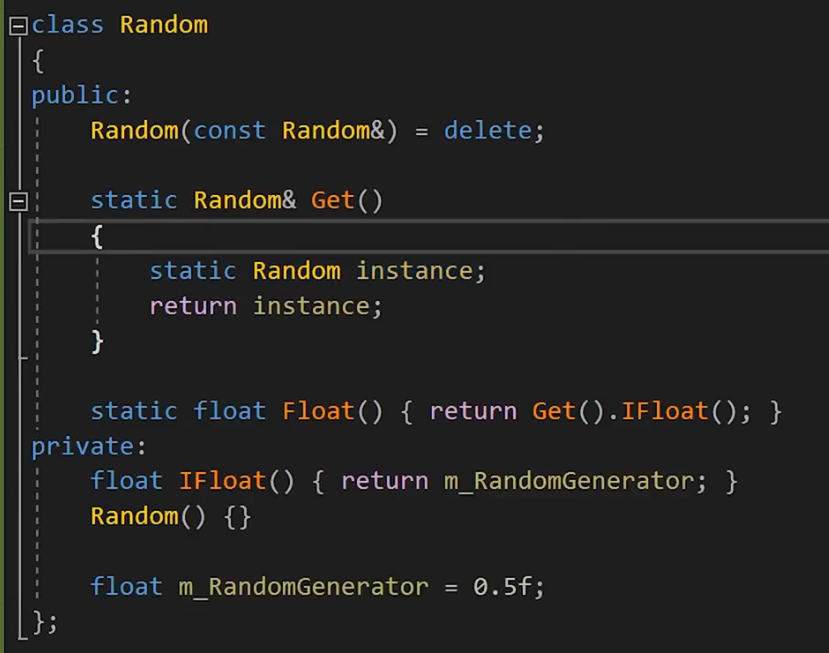 class Random
{
public:
    Random(const Random&) = delete;

    static Random& Get()
    {
        static Random instance;
        return instance;
    }

    static float Float() { return Get().IFloat(); }
private:
    float IFloat() { return m_RandomGenerator; }
    Random() {}

    float m_RandomGenerator = 0.5f;
};